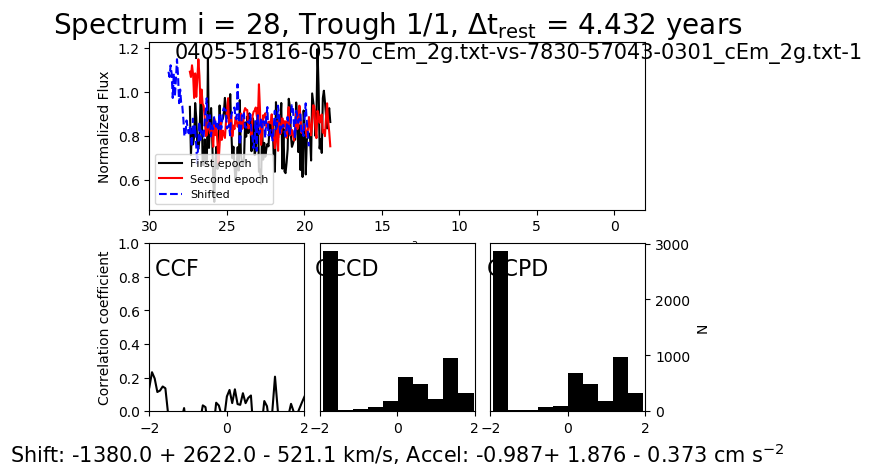 Spectrum i = 28, Trough 1/1, Δt_rest = 4.432 years
0405-51816-0570_cEm_2g.txt-vs-7830-57043-0301_cEm_2g.txt-1
Normalized Flux
1.2
1.0
0.8
0.6
First epoch
Second epoch
Shifted
30 25 20 15 10 5 0
Correlation coefficient
1.0
0.8
0.6
0.4
0.2
0.0
CCF
CCCD
CCPD
3000
2000
1000
0
N
−2 0 2
−2 0 2
−2 0 2
Shift: -1380.0 + 2622.0 - 521.1 km/s, Accel: -0.987+ 1.876 - 0.373 cm s⁻²